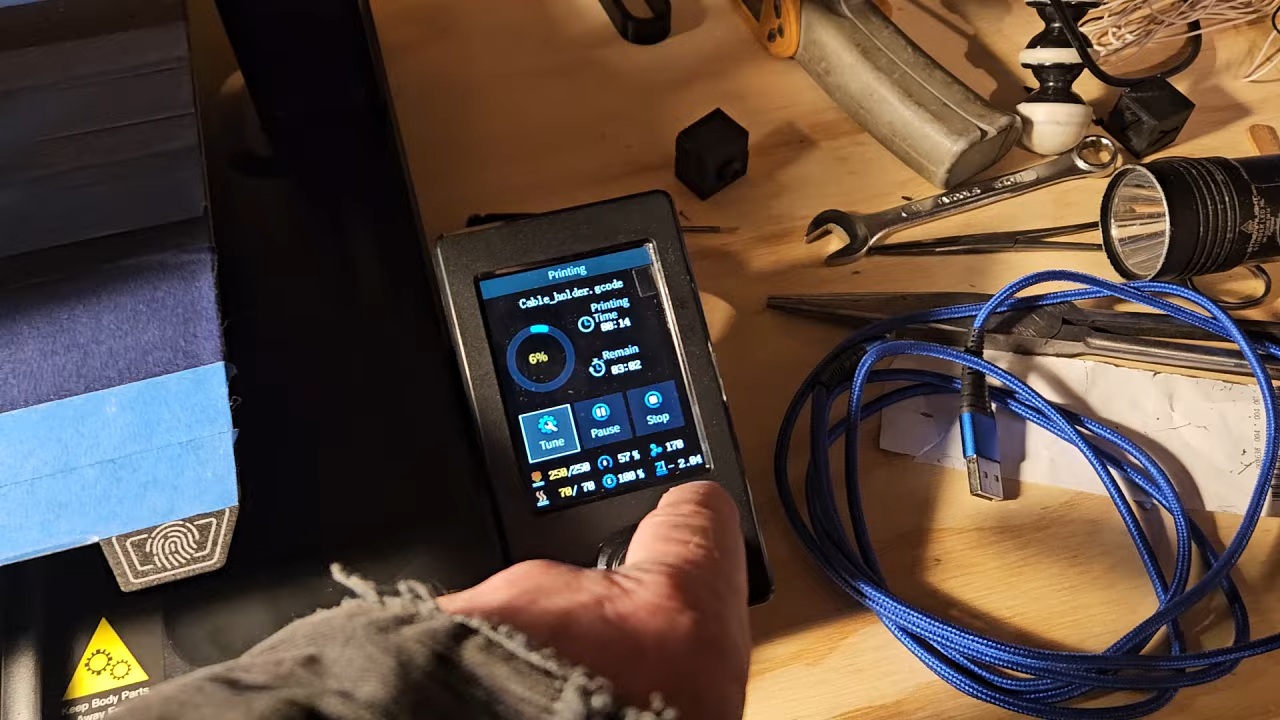 Printing
Cable_holder.gcode
Printing
Time
00:14
6%
Remain
03:02
Tune
Pause
Stop
250/250
57%
170
70/ 70
100%
- 2.04
Keep Body Parts